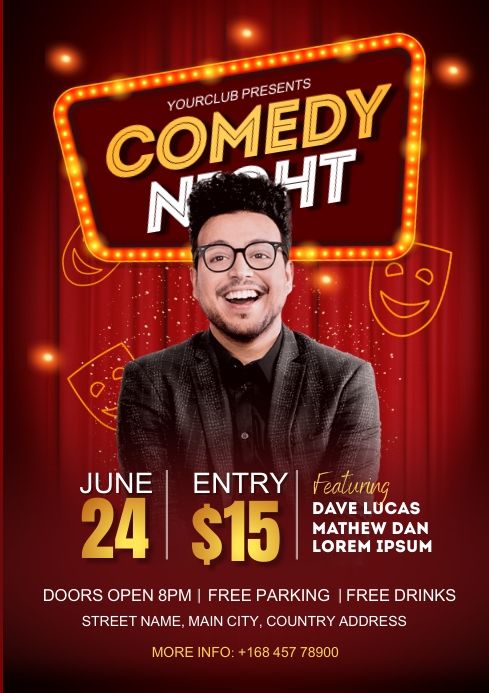 YOURCLUB PRESENTS
COMEDY
NIGHT
JUNE
24
ENTRY
$15
Featuring
DAVE LUCAS
MATHEW DAN
LOREM IPSUM
DOORS OPEN 8PM | FREE PARKING | FREE DRINKS
STREET NAME, MAIN CITY, COUNTRY ADDRESS
MORE INFO: +168 457 78900